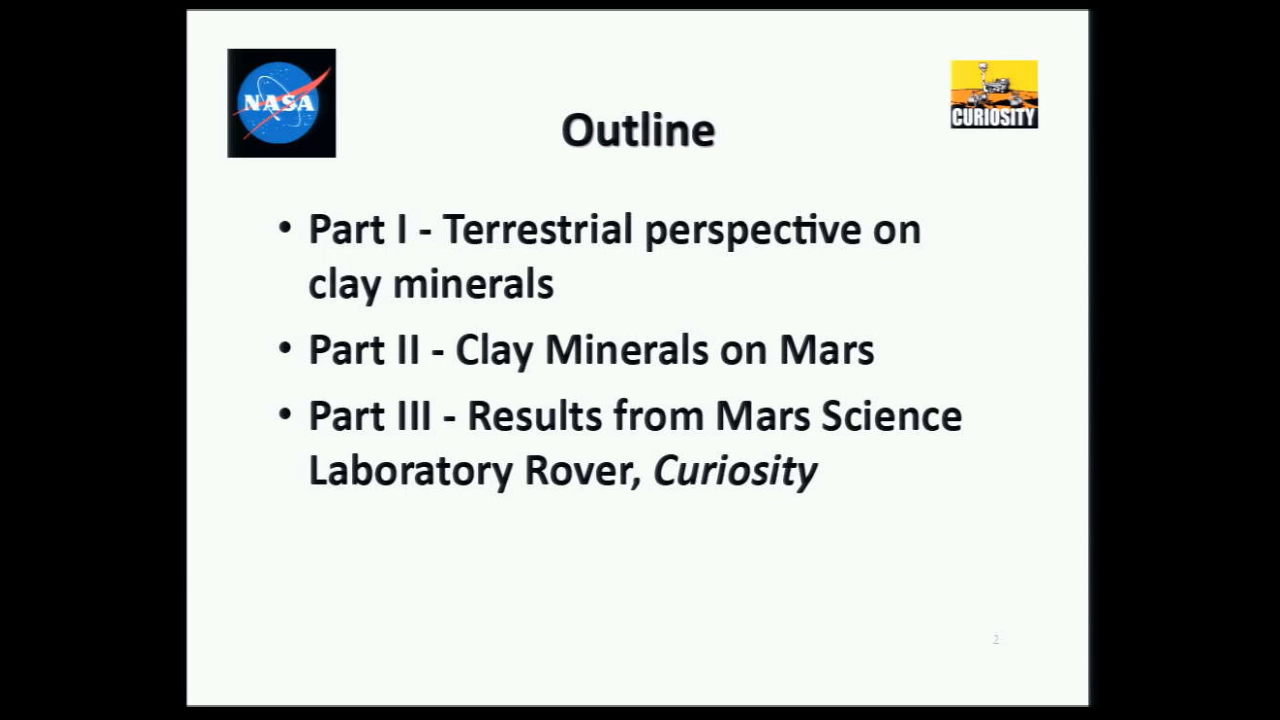 NASA
CURIOSITY
Outline
• Part I - Terrestrial perspective on
clay minerals
• Part II - Clay Minerals on Mars
• Part III - Results from Mars Science
Laboratory Rover, Curiosity
2